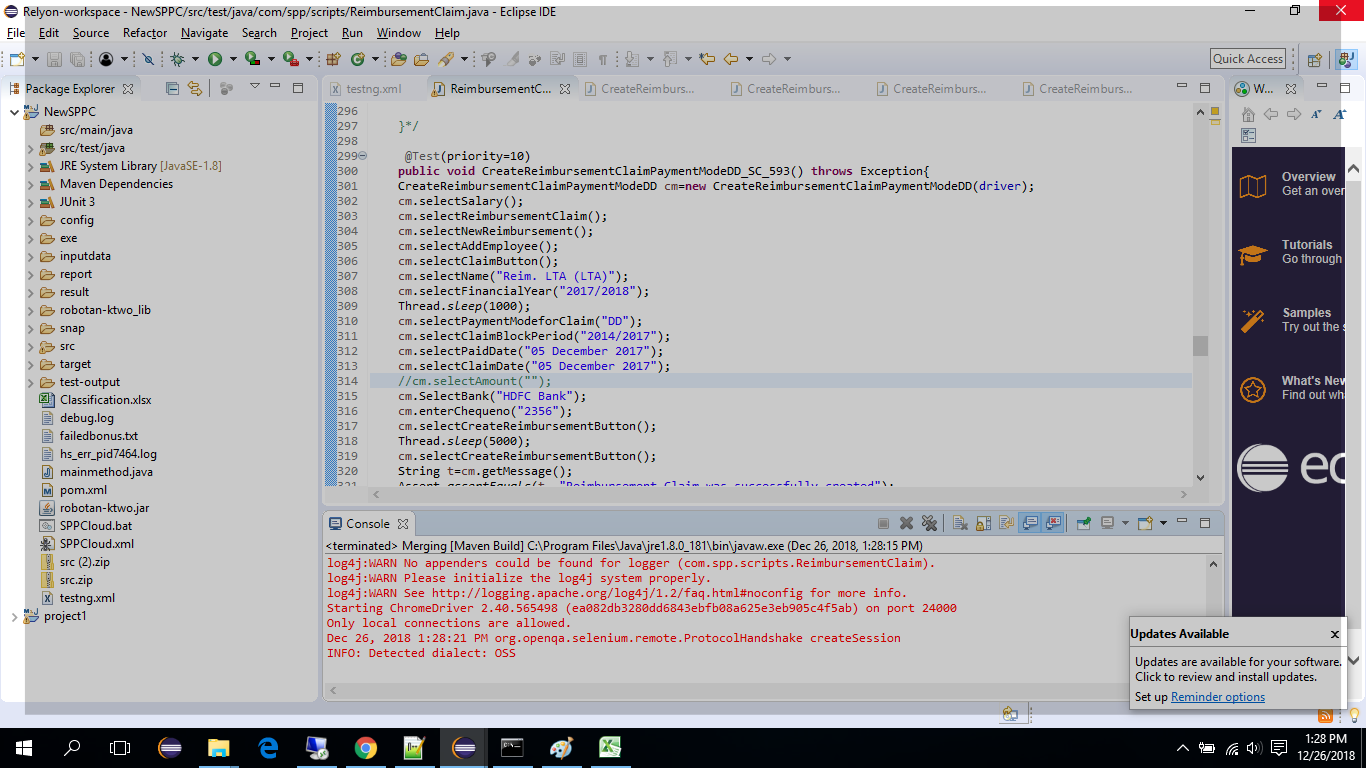 Relyon-workspace - NewSPPC/src/test/java/com/spp/scripts/ReimbursementClaim.java - Eclipse IDE
File Edit Source Refactor Navigate Search Project Run Window Help
Quick Access
Package Explorer
testng.xml
ReimbursementC...
CreateReimburs...
CreateReimburs...
CreateReimburs...
CreateReimburs...
W...
NewSPPC
src/main/java
src/test/java
JRE System Library [JavaSE-1.8]
Maven Dependencies
JUnit 3
config
exe
inputdata
report
result
robotan-ktwo_lib
snap
src
target
test-output
Classification.xlsx
debug.log
failedbonus.txt
hs_err_pid7464.log
mainmethod.java
pom.xml
robotan-ktwo.jar
SPPCloud.bat
SPPCloud.xml
src (2).zip
src.zip
testng.xml
project1
296
297 }*/
298
299 @Test(priority=10)
300 public void CreateReimbursementClaimPaymentModeDD_SC_593() throws Exception{
301 CreateReimbursementClaimPaymentModeDD cm=new CreateReimbursementClaimPaymentModeDD(driver);
302 cm.selectSalary();
303 cm.selectReimbursementClaim();
304 cm.selectNewReimbursement();
305 cm.selectAddEmployee();
306 cm.selectClaimButton();
307 cm.selectName("Reim. LTA (LTA)");
308 cm.selectFinancialYear("2017/2018");
309 Thread.sleep(1000);
310 cm.selectPaymentModeforClaim("DD");
311 cm.selectClaimBlockPeriod("2014/2017");
312 cm.selectPaidDate("05 December 2017");
313 cm.selectClaimDate("05 December 2017");
314 //cm.selectAmount("");
315 cm.SelectBank("HDFC Bank");
316 cm.enterChequeno("2356");
317 cm.selectCreateReimbursementButton();
318 Thread.sleep(5000);
319 cm.selectCreateReimbursementButton();
320 String t=cm.getMessage();
321 Assert.assertEquals(t, "Reimbursement Claim was successfully created");
Overview
Get an over
Tutorials
Go through
Samples
Try out the s
What's New
Find out wha
ec
Console
<terminated> Merging [Maven Build] C:\Program Files\Java\jre1.8.0_181\bin\javaw.exe (Dec 26, 2018, 1:28:15 PM)
log4j:WARN No appenders could be found for logger (com.spp.scripts.ReimbursementClaim).
log4j:WARN Please initialize the log4j system properly.
log4j:WARN See http://logging.apache.org/log4j/1.2/faq.html#noconfig for more info.
Starting ChromeDriver 2.40.565498 (ea082db3280dd6843ebfb08a625e3eb905c4f5ab) on port 24000
Only local connections are allowed.
Dec 26, 2018 1:28:21 PM org.openqa.selenium.remote.ProtocolHandshake createSession
INFO: Detected dialect: OSS
Updates Available
Updates are available for your software.
Click to review and install updates.
Set up Reminder options
1:28 PM
12/26/2018